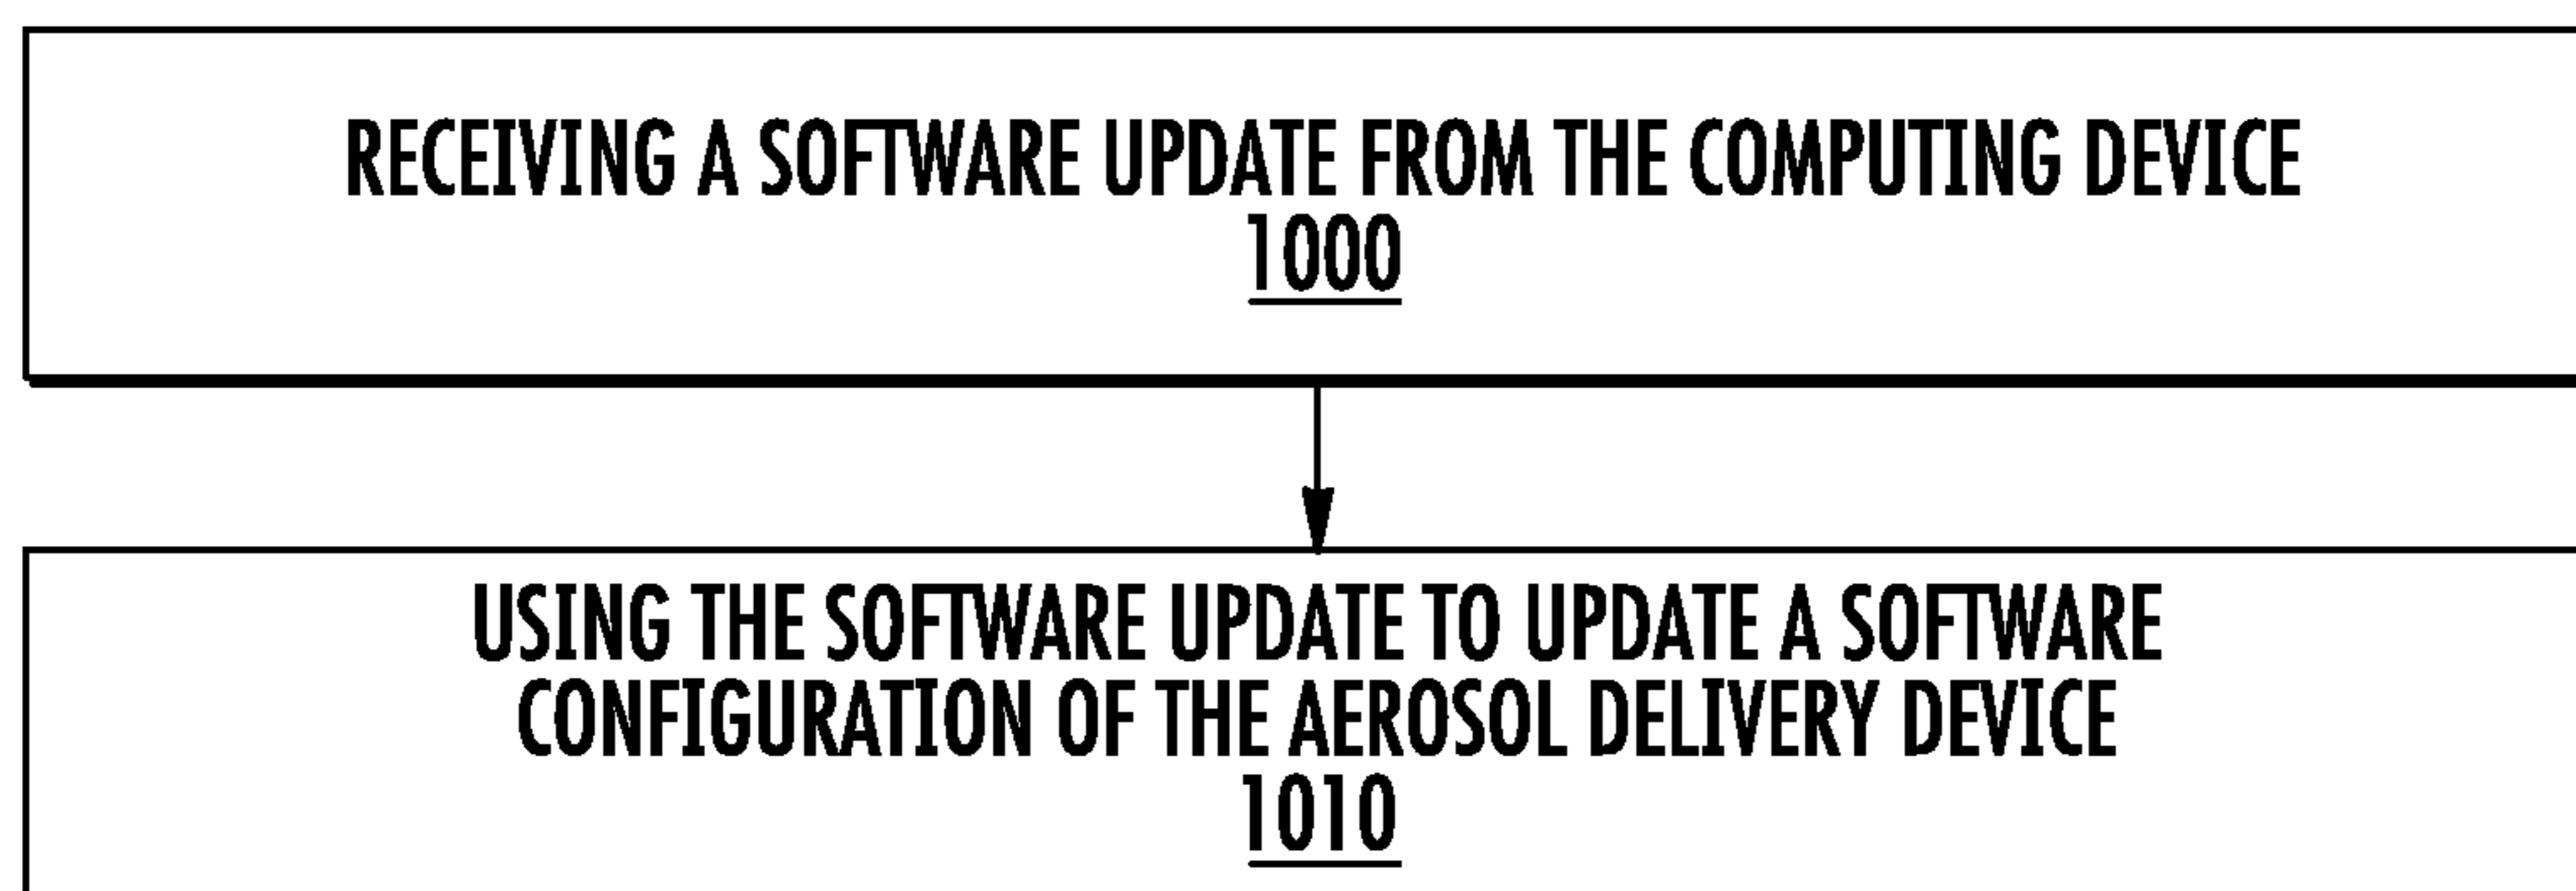 RECEIVING A SOFTWARE UPDATE FROM THE COMPUTING DEVICE
1000
USING THE SOFTWARE UPDATE TO UPDATE A SOFTWARE
CONFIGURATION OF THE AEROSOL DELIVERY DEVICE
1010